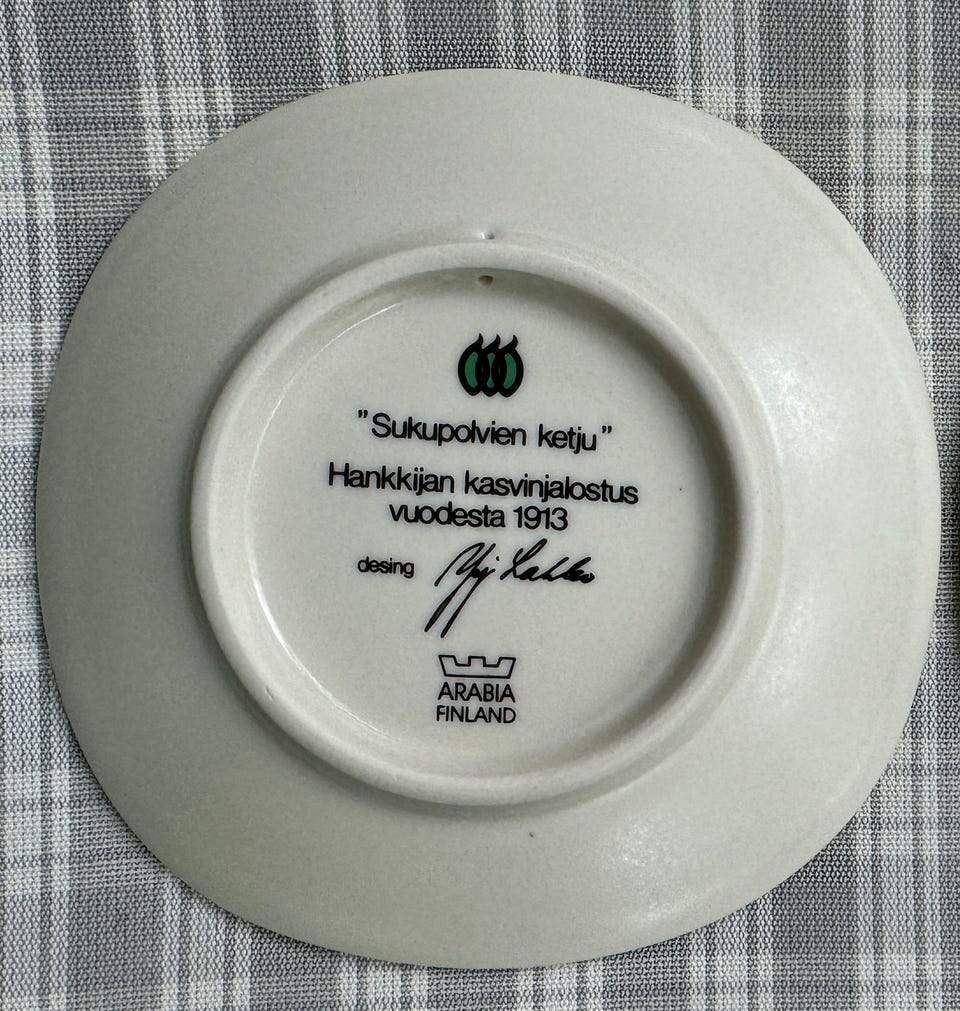 "Sukupolvien ketju"
Hankkijan kasvinjalostus
vuodesta 1913
desing
ARABIA
FINLAND